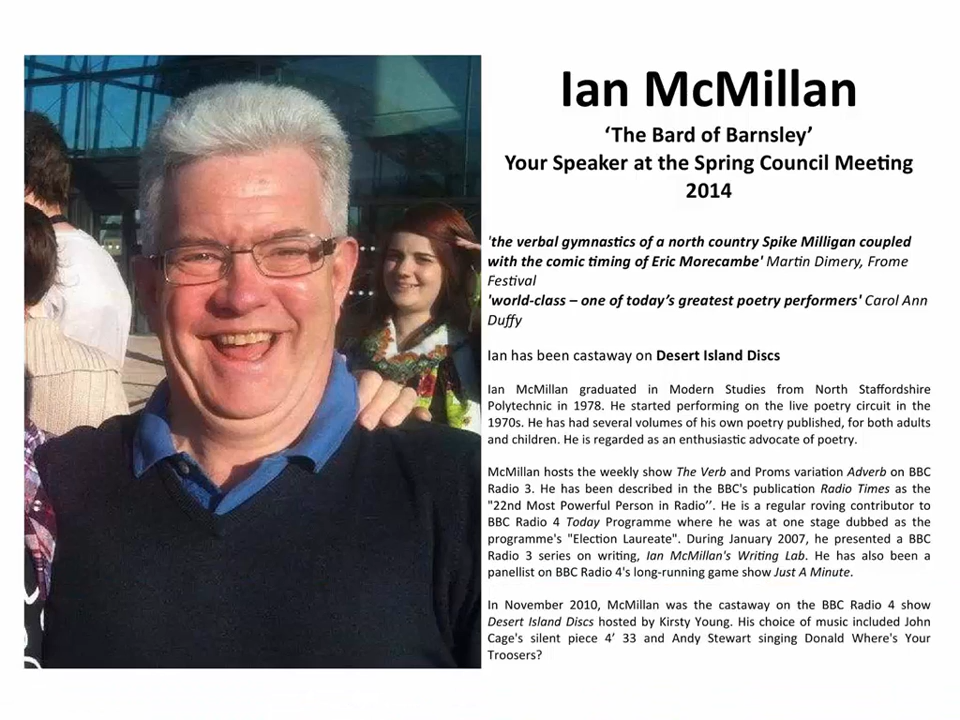 Ian McMillan
‘The Bard of Barnsley’
Your Speaker at the Spring Council Meeting
2014
'the verbal gymnastics of a north country Spike Milligan coupled
with the comic timing of Eric Morecambe' Martin Dimery, Frome
Festival
'world-class – one of today’s greatest poetry performers' Carol Ann
Duffy
Ian has been castaway on Desert Island Discs
Ian McMillan graduated in Modern Studies from North Staffordshire
Polytechnic in 1978. He started performing on the live poetry circuit in the
1970s. He has had several volumes of his own poetry published, for both adults
and children. He is regarded as an enthusiastic advocate of poetry.
McMillan hosts the weekly show The Verb and Proms variation Adverb on BBC
Radio 3. He has been described in the BBC's publication Radio Times as the
"22nd Most Powerful Person in Radio’’. He is a regular roving contributor to
BBC Radio 4 Today Programme where he was at one stage dubbed as the
programme's "Election Laureate". During January 2007, he presented a BBC
Radio 3 series on writing, Ian McMillan's Writing Lab. He has also been a
panellist on BBC Radio 4's long-running game show Just A Minute.
In November 2010, McMillan was the castaway on the BBC Radio 4 show
Desert Island Discs hosted by Kirsty Young. His choice of music included John
Cage's silent piece 4’ 33 and Andy Stewart singing Donald Where's Your
Troosers?